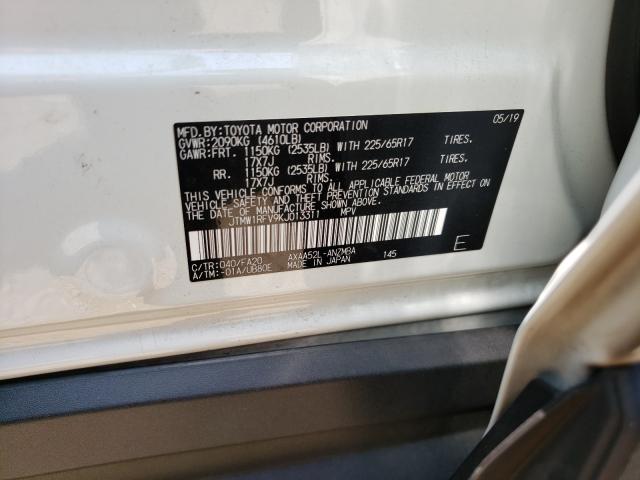 MFD.BY:TOYOTA MOTOR CORPORATION 05/19
GVWR:2090KG (4610LB)
GAWR:FRT. 1150KG (2535LB) WITH 225/65R17 TIRES.
17X7J RIMS.
RR. 1150KG (2535LB) WITH 225/65R17 TIRES.
17X7J RIMS.
THIS VEHICLE CONFORMS TO ALL APPLICABLE FEDERAL MOTOR
VEHICLE SAFETY AND THEFT PREVENTION STANDARDS IN EFFECT ON
THE DATE OF MANUFACTURE SHOWN ABOVE.
JTMW1RFV9KJ013311 MPV
C/TR:040/FA20 AXAA52L-ANZMBA 145 E
A/TM:-01A/UB80E MADE IN JAPAN